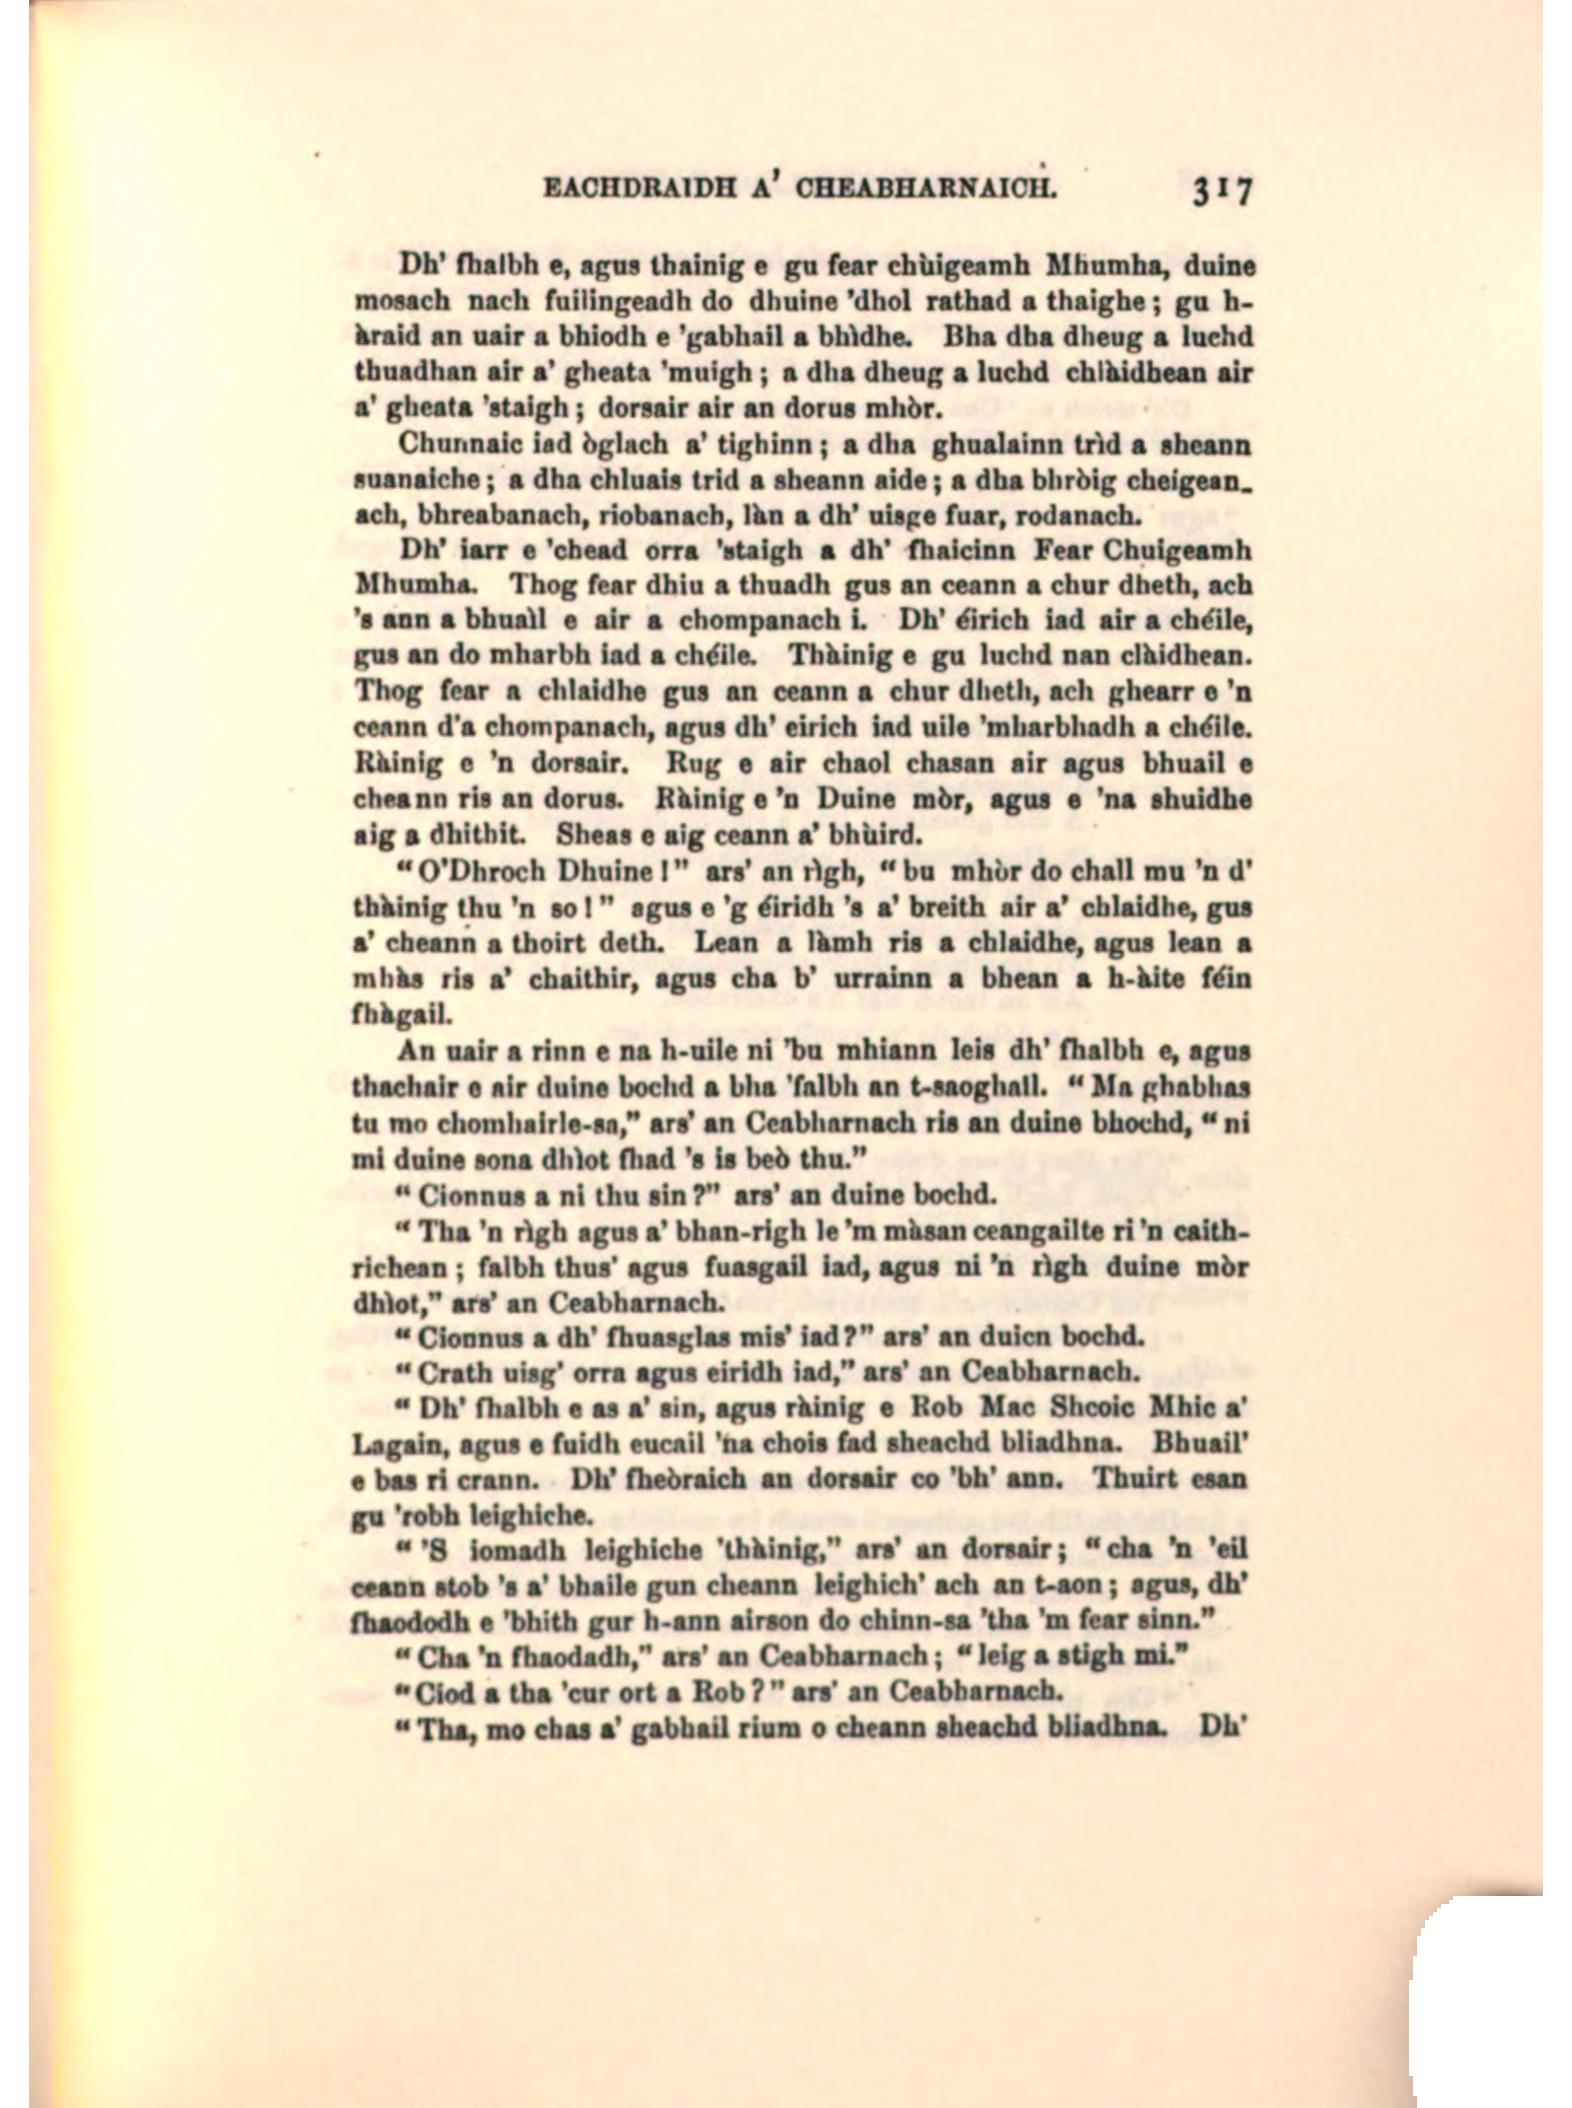 EACHDRAIDH A' CHEABHARNAICH. 317
Dh' fhalbh e, agus thainig e gu fear chùigeamh Mhumha, duine
mosach nach fuilingeadh do dhuine 'dhol rathad a thaighe; gu h-
àraid an uair a bhiodh e 'gabhail a bhìdhe. Bha dha dheug a luchd
thuadhan air a' gheata 'muigh; a dha dheug a luchd chlàidhean air
a' gheata 'staigh; dorsair air an dorus mhòr.
Chunnaic iad òglach a' tighinn; a dha ghualainn trìd a sheann
suanaiche; a dha chluais trid a sheann aide; a dha bhròig cheigean-
ach, bhreabanach, riobanach, làn a dh' uisge fuar, rodanach.
Dh' iarr e 'chead orra 'staigh a dh' fhaicinn Fear Chuigeamh
Mhumha. Thog fear dhiu a thuadh gus an ceann a chur dheth, ach
's ann a bhuail e air a chompanach i. Dh' éirich iad air a chéile,
gus an do mharbh iad a chéile. Thàinig e gu luchd nan clàidhean.
Thog fear a chlaidhe gus an ceann a chur dheth, ach ghearr e 'n
ceann d'a chompanach, agus dh' eirich iad uile 'mharbhadh a chéile.
Ràinig e 'n dorsair. Rug e air chaol chasan air agus bhuail e
cheann ris an dorus. Ràinig e 'n Duine mòr, agus e 'na shuidhe
aig a dhithit. Sheas e aig ceann a' bhùird.
"O'Dhroch Dhuine!" ars' an rìgh, "bu mhòr do chall mu 'n d'
thàinig thu 'n so!" agus e 'g éiridh 's a' breith air a' chlaidhe, gus
a' cheann a thoirt deth. Lean a làmh ris a chlaidhe, agus lean a
mhàs ris a' chaithir, agus cha b' urrainn a bhean a h-àite féin
fhàgail.
An uair a rinn e na h-uile ni 'bu mhiann leis dh' fhalbh e, agus
thachair e air duine bochd a bha 'falbh an t-saoghail. "Ma ghabhas
tu mo chomhairle-sa," ars' an Ceabharnach ris an duine bhochd, "ni
mi duine sona dhìot fhad 's is beò thu."
"Cionnus a ni thu sin?" ars' an duine bochd.
"Tha 'n rìgh agus a' bhan-righ le 'm màsan ceangailte ri 'n caith-
richean; falbh thus' agus fuasgail iad, agus ni 'n rìgh duine mòr
dhìot," ars' an Ceabharnach.
"Cionnus a dh' fhuasglas mis' iad?" ars' an duicn bochd.
"Crath uisg' orra agus eiridh iad," ars' an Ceabharnach.
"Dh' fhalbh e as a' sin, agus ràinig e Rob Mac Shcoic Mhic a'
Lagain, agus e fuidh eucail 'na chois fad sheachd bliadhna. Bhuail'
e bas ri crann. Dh' fheòraich an dorsair co 'bh' ann. Thuirt esan
gu 'robh leighiche.
"'S iomadh leighiche 'thàinig," ars' an dorsair; "cha 'n 'eil
ceann stob 's a' bhaile gun cheann leighich' ach an t-aon; agus, dh'
fhaododh e 'bhith gur h-ann airson do chinn-sa 'tha 'm fear sinn."
"Cha 'n fhaodadh," ars' an Ceabharnach; "leig a stigh mi."
"Ciod a tha 'cur ort a Rob?" ars' an Ceabharnach.
"Tha, mo chas a' gabhail rium o cheann sheachd bliadhna. Dh'